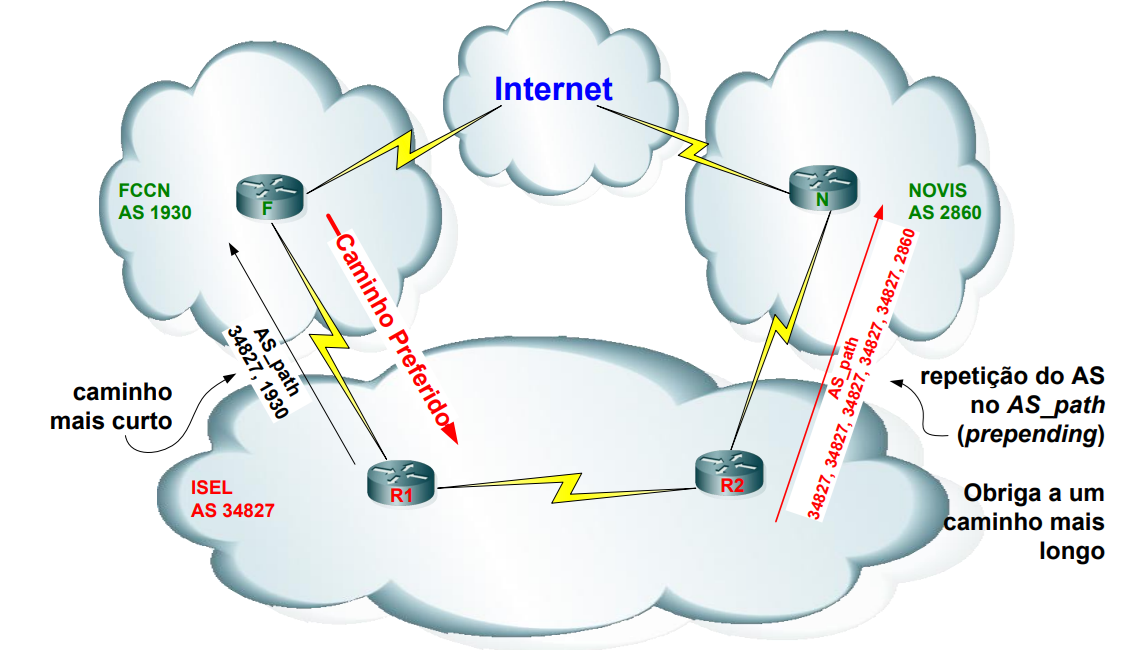 Internet
FCCN
AS 1930
F
N
NOVIS
AS 2860
Caminho Preferido
AS_path
34827, 1930
AS_path
34827, 34827, 34827, 34827, 34827, 2860
caminho
mais curto
repetição do AS
no AS_path
(prepending)
ISEL
AS 34827
R1
R2
Obriga a um
caminho mais
longo